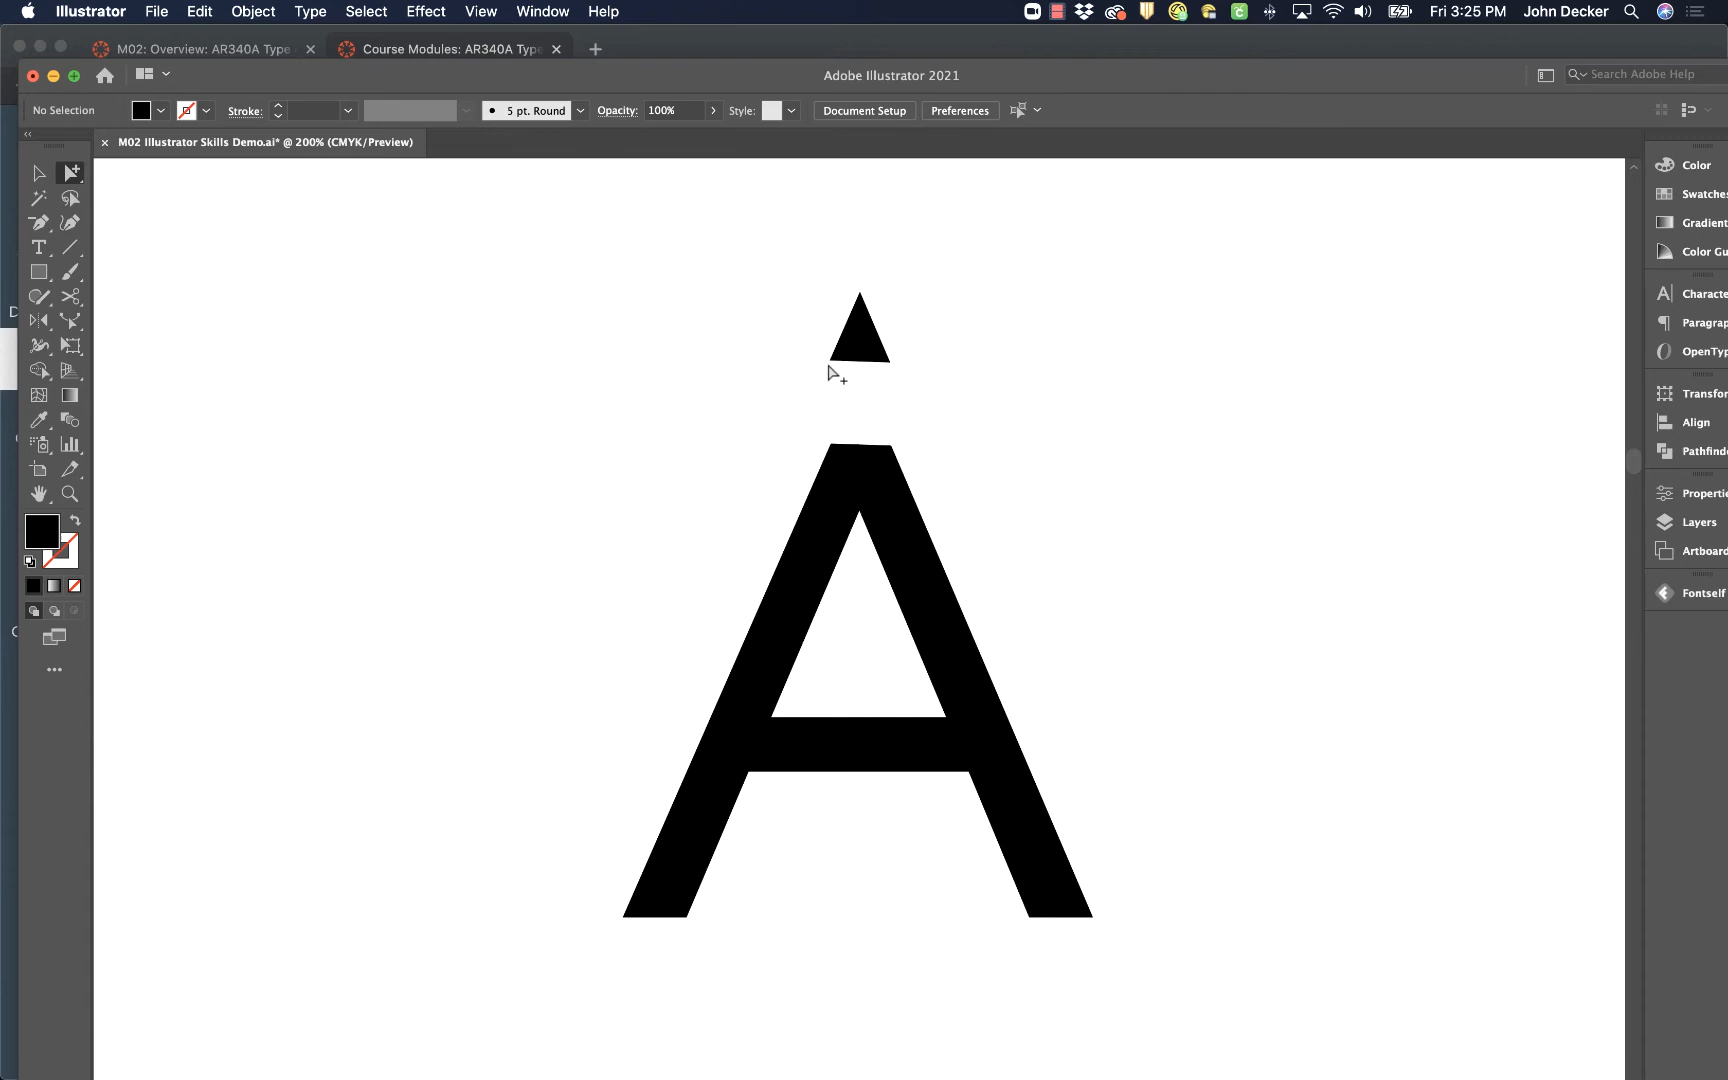 Illustrator File Edit Object Type Select Effect View Window Help Fri 3:25 PM John Decker
M02: Overview: AR340A Type Course Modules: AR340A Type
Adobe Illustrator 2021 Search Adobe Help
No Selection Stroke: 5 pt. Round Opacity: 100% Style: Document Setup Preferences
M02 Illustrator Skills Demo.ai* @ 200% (CMYK/Preview)
Color
Swatches
Gradient
Color Gu
Characte
Paragrap
OpenTyp
Transfor
Align
Pathfinde
Propertie
Layers
Artboard
Fontself
A